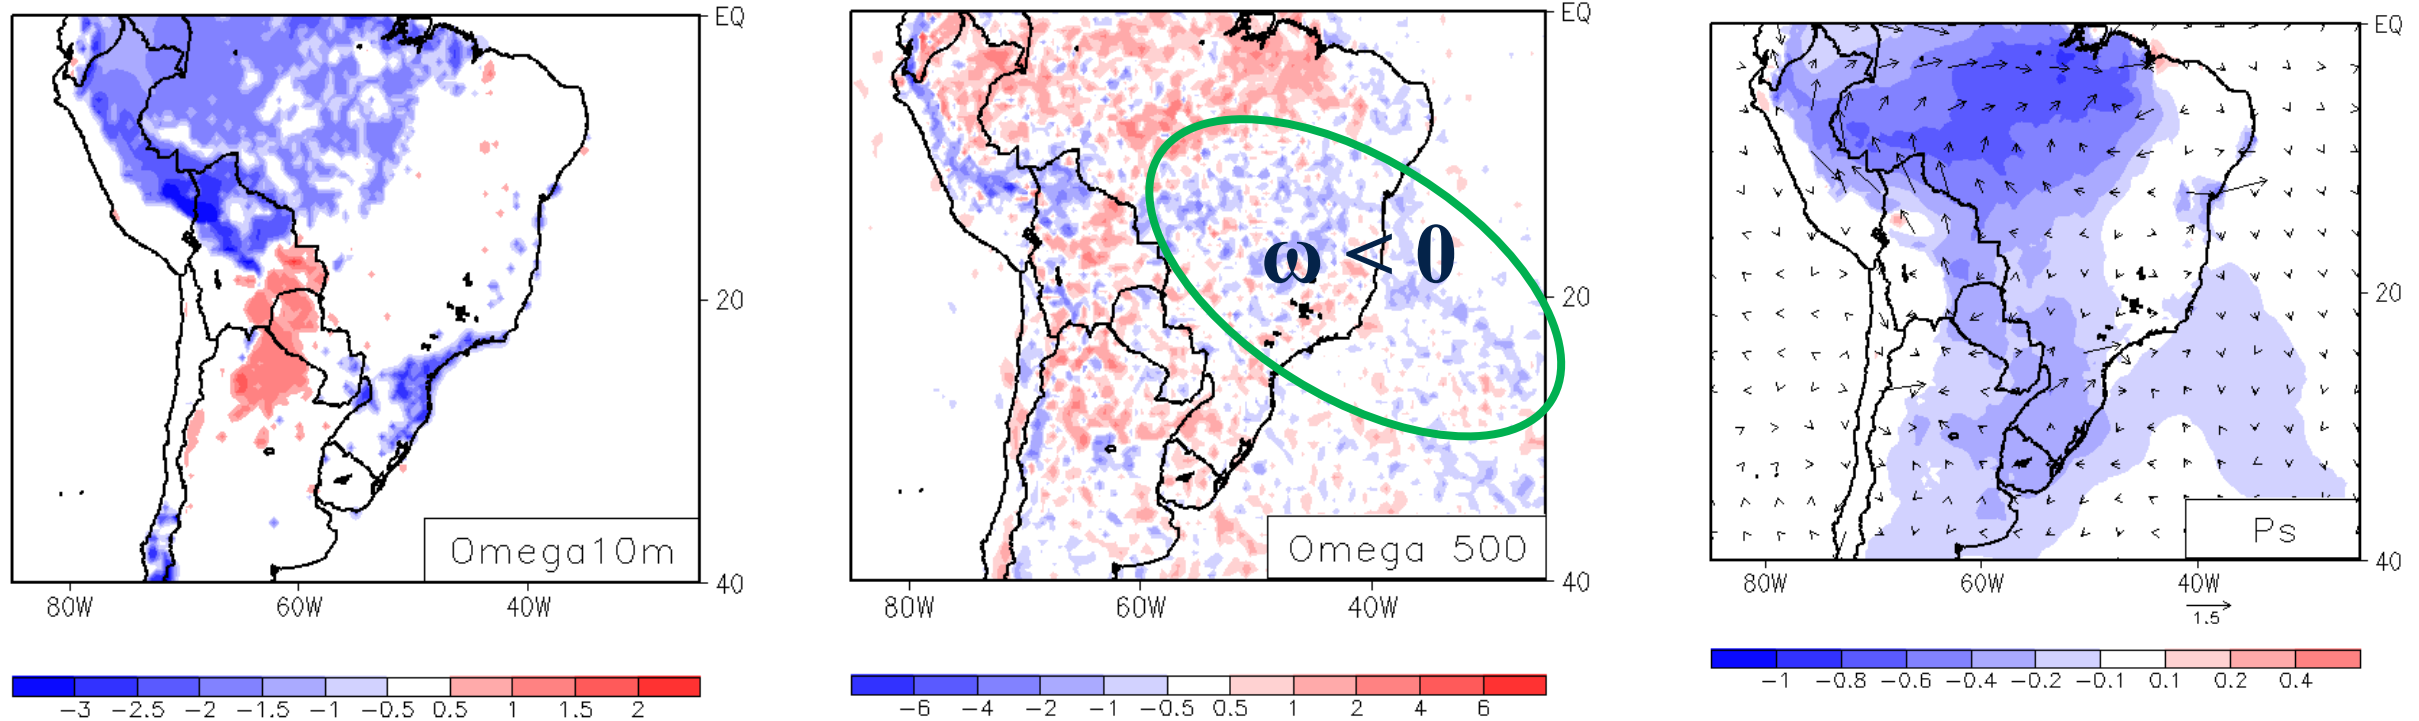 EQ
20
40
80W 60W 40W
Omega10m
−3 −2.5 −2 −1.5 −1 −0.5 0.5 1 1.5 2
EQ
20
40
80W 60W 40W
ω < 0
Omega 500
−6 −4 −2 −1 −0.5 0.5 1 2 4 6
EQ
20
40
80W 60W 40W
Ps
1.5
−1 −0.8 −0.6 −0.4 −0.2 −0.1 0.1 0.2 0.4